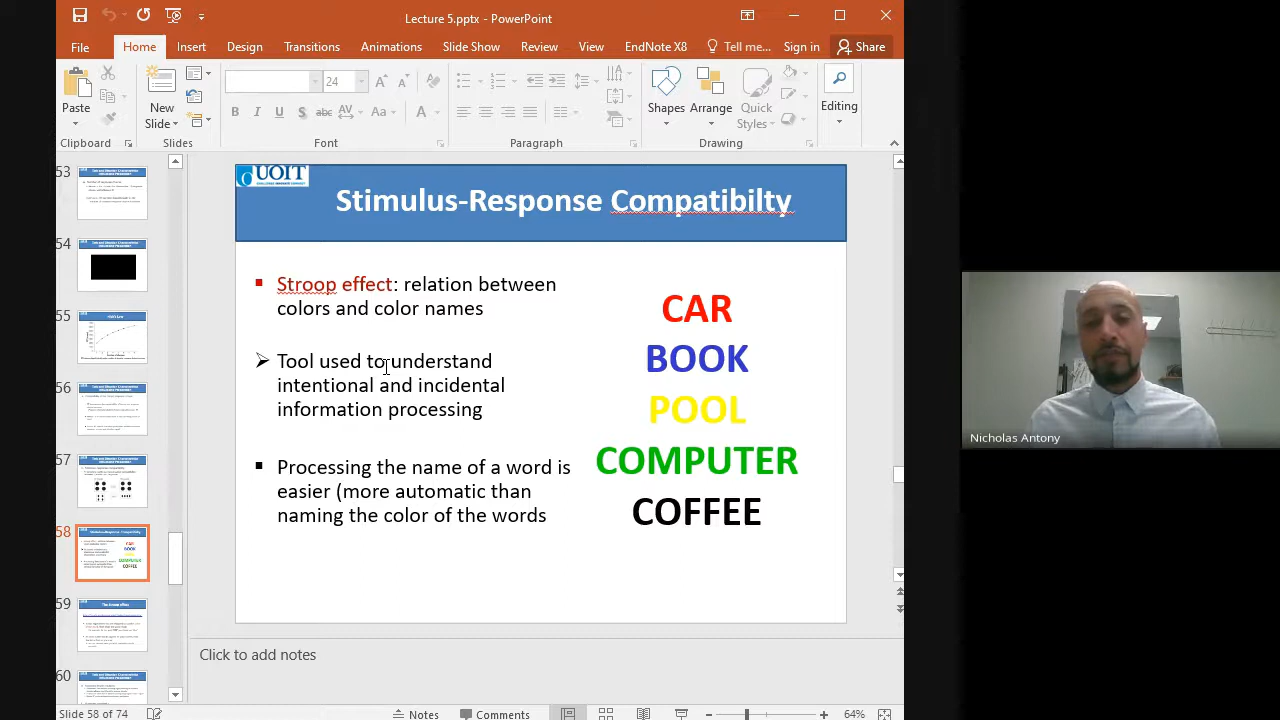 Lecture 5.pptx - PowerPoint
File Home Insert Design Transitions Animations Slide Show Review View EndNote X8 Tell me... Sign in Share
Paste
New Slide
24
B I U S abc AV Aa A
Shapes Arrange Quick Styles
Editing
Clipboard Slides Font Paragraph Drawing
53
54
55
56
57
58
59
60
UOIT
Stimulus-Response Compatibilty
Stroop effect: relation between
colors and color names
Tool used to understand
intentional and incidental
information processing
Processing the name of a word is
easier (more automatic than
naming the color of the words
CAR
BOOK
POOL
COMPUTER
COFFEE
Click to add notes
Slide 58 of 74 Notes Comments 64%
Nicholas Antony